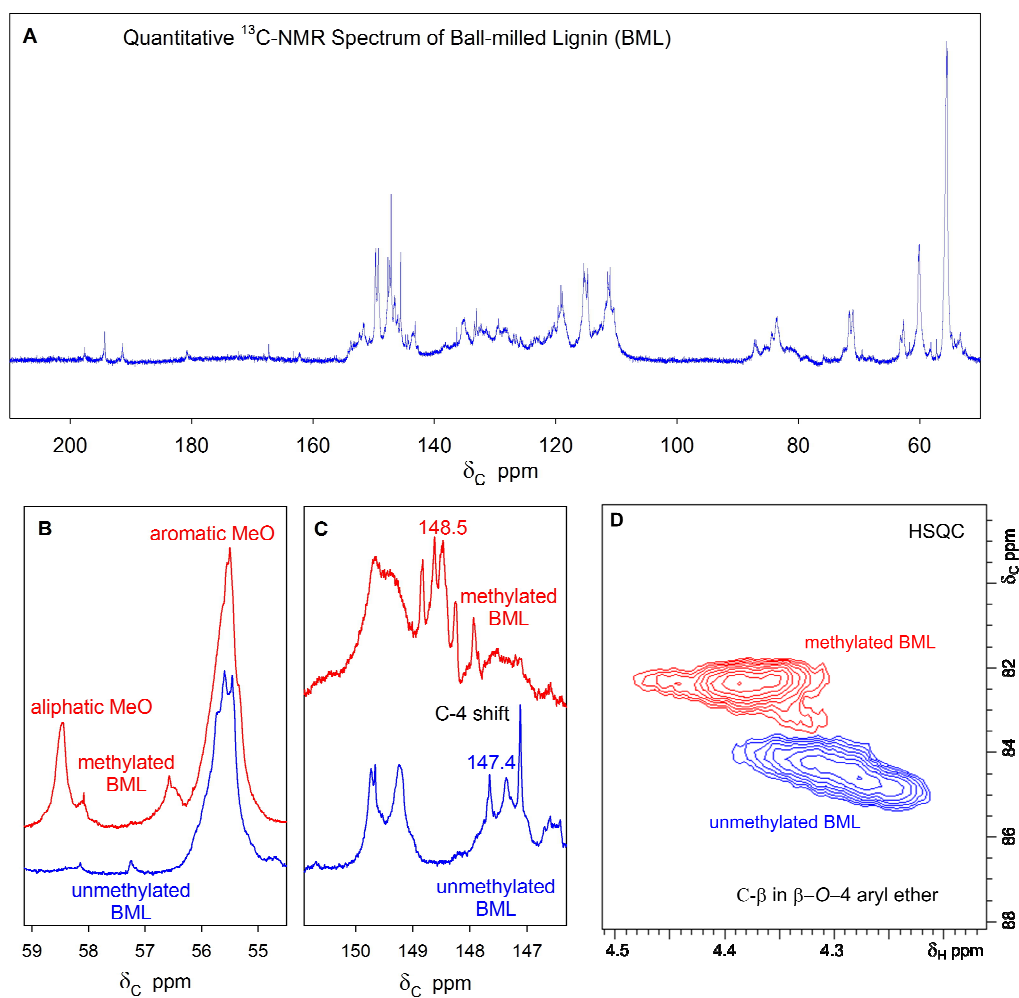 A
Quantitative ¹³C-NMR Spectrum of Ball-milled Lignin (BML)
200 180 160 140 120 100 80 60
δC ppm
B
aromatic MeO
aliphatic MeO
methylated
BML
unmethylated
BML
59 58 57 56 55
δC ppm
C
148.5
methylated
BML
C-4 shift
147.4
unmethylated
BML
150 149 148 147
δC ppm
D
HSQC
methylated BML
unmethylated BML
C-β in β–O–4 aryl ether
δC ppm
82
84
86
88
4.5 4.4 4.3 δH ppm